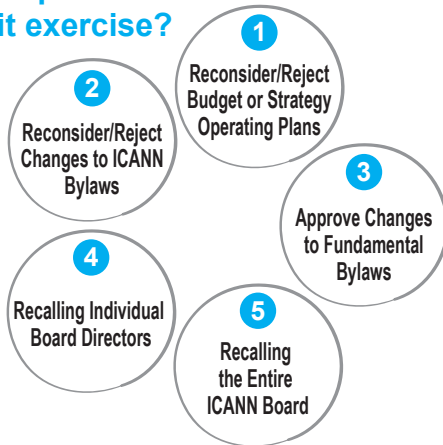 it exercise?
1
Reconsider/Reject
Budget or Strategy
Operating Plans
2
Reconsider/Reject
Changes to ICANN
Bylaws
3
Approve Changes
to Fundamental
Bylaws
4
Recalling Individual
Board Directors
5
Recalling
the Entire
ICANN Board